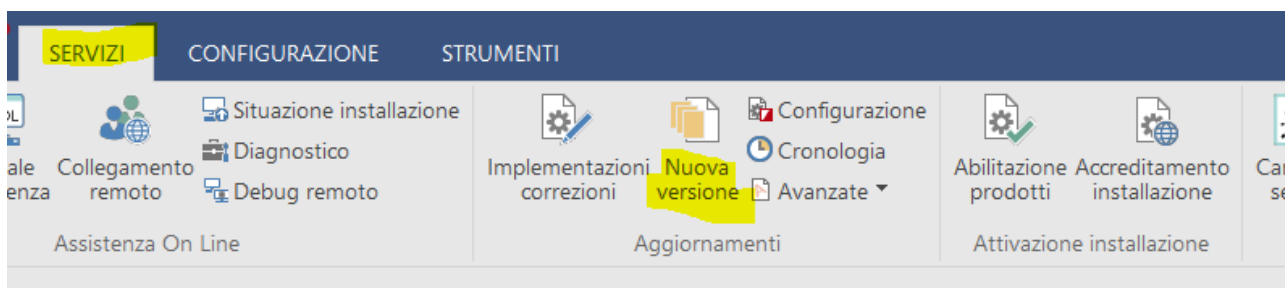 SERVIZI CONFIGURAZIONE STRUMENTI
Situazione installazione
Diagnostico
Debug remoto
Collegamento
remoto
Assistenza On Line
Implementazioni
correzioni
Nuova
versione
Configurazione
Cronologia
Avanzate
Aggiornamenti
Abilitazione
prodotti
Accreditamento
installazione
Attivazione installazione